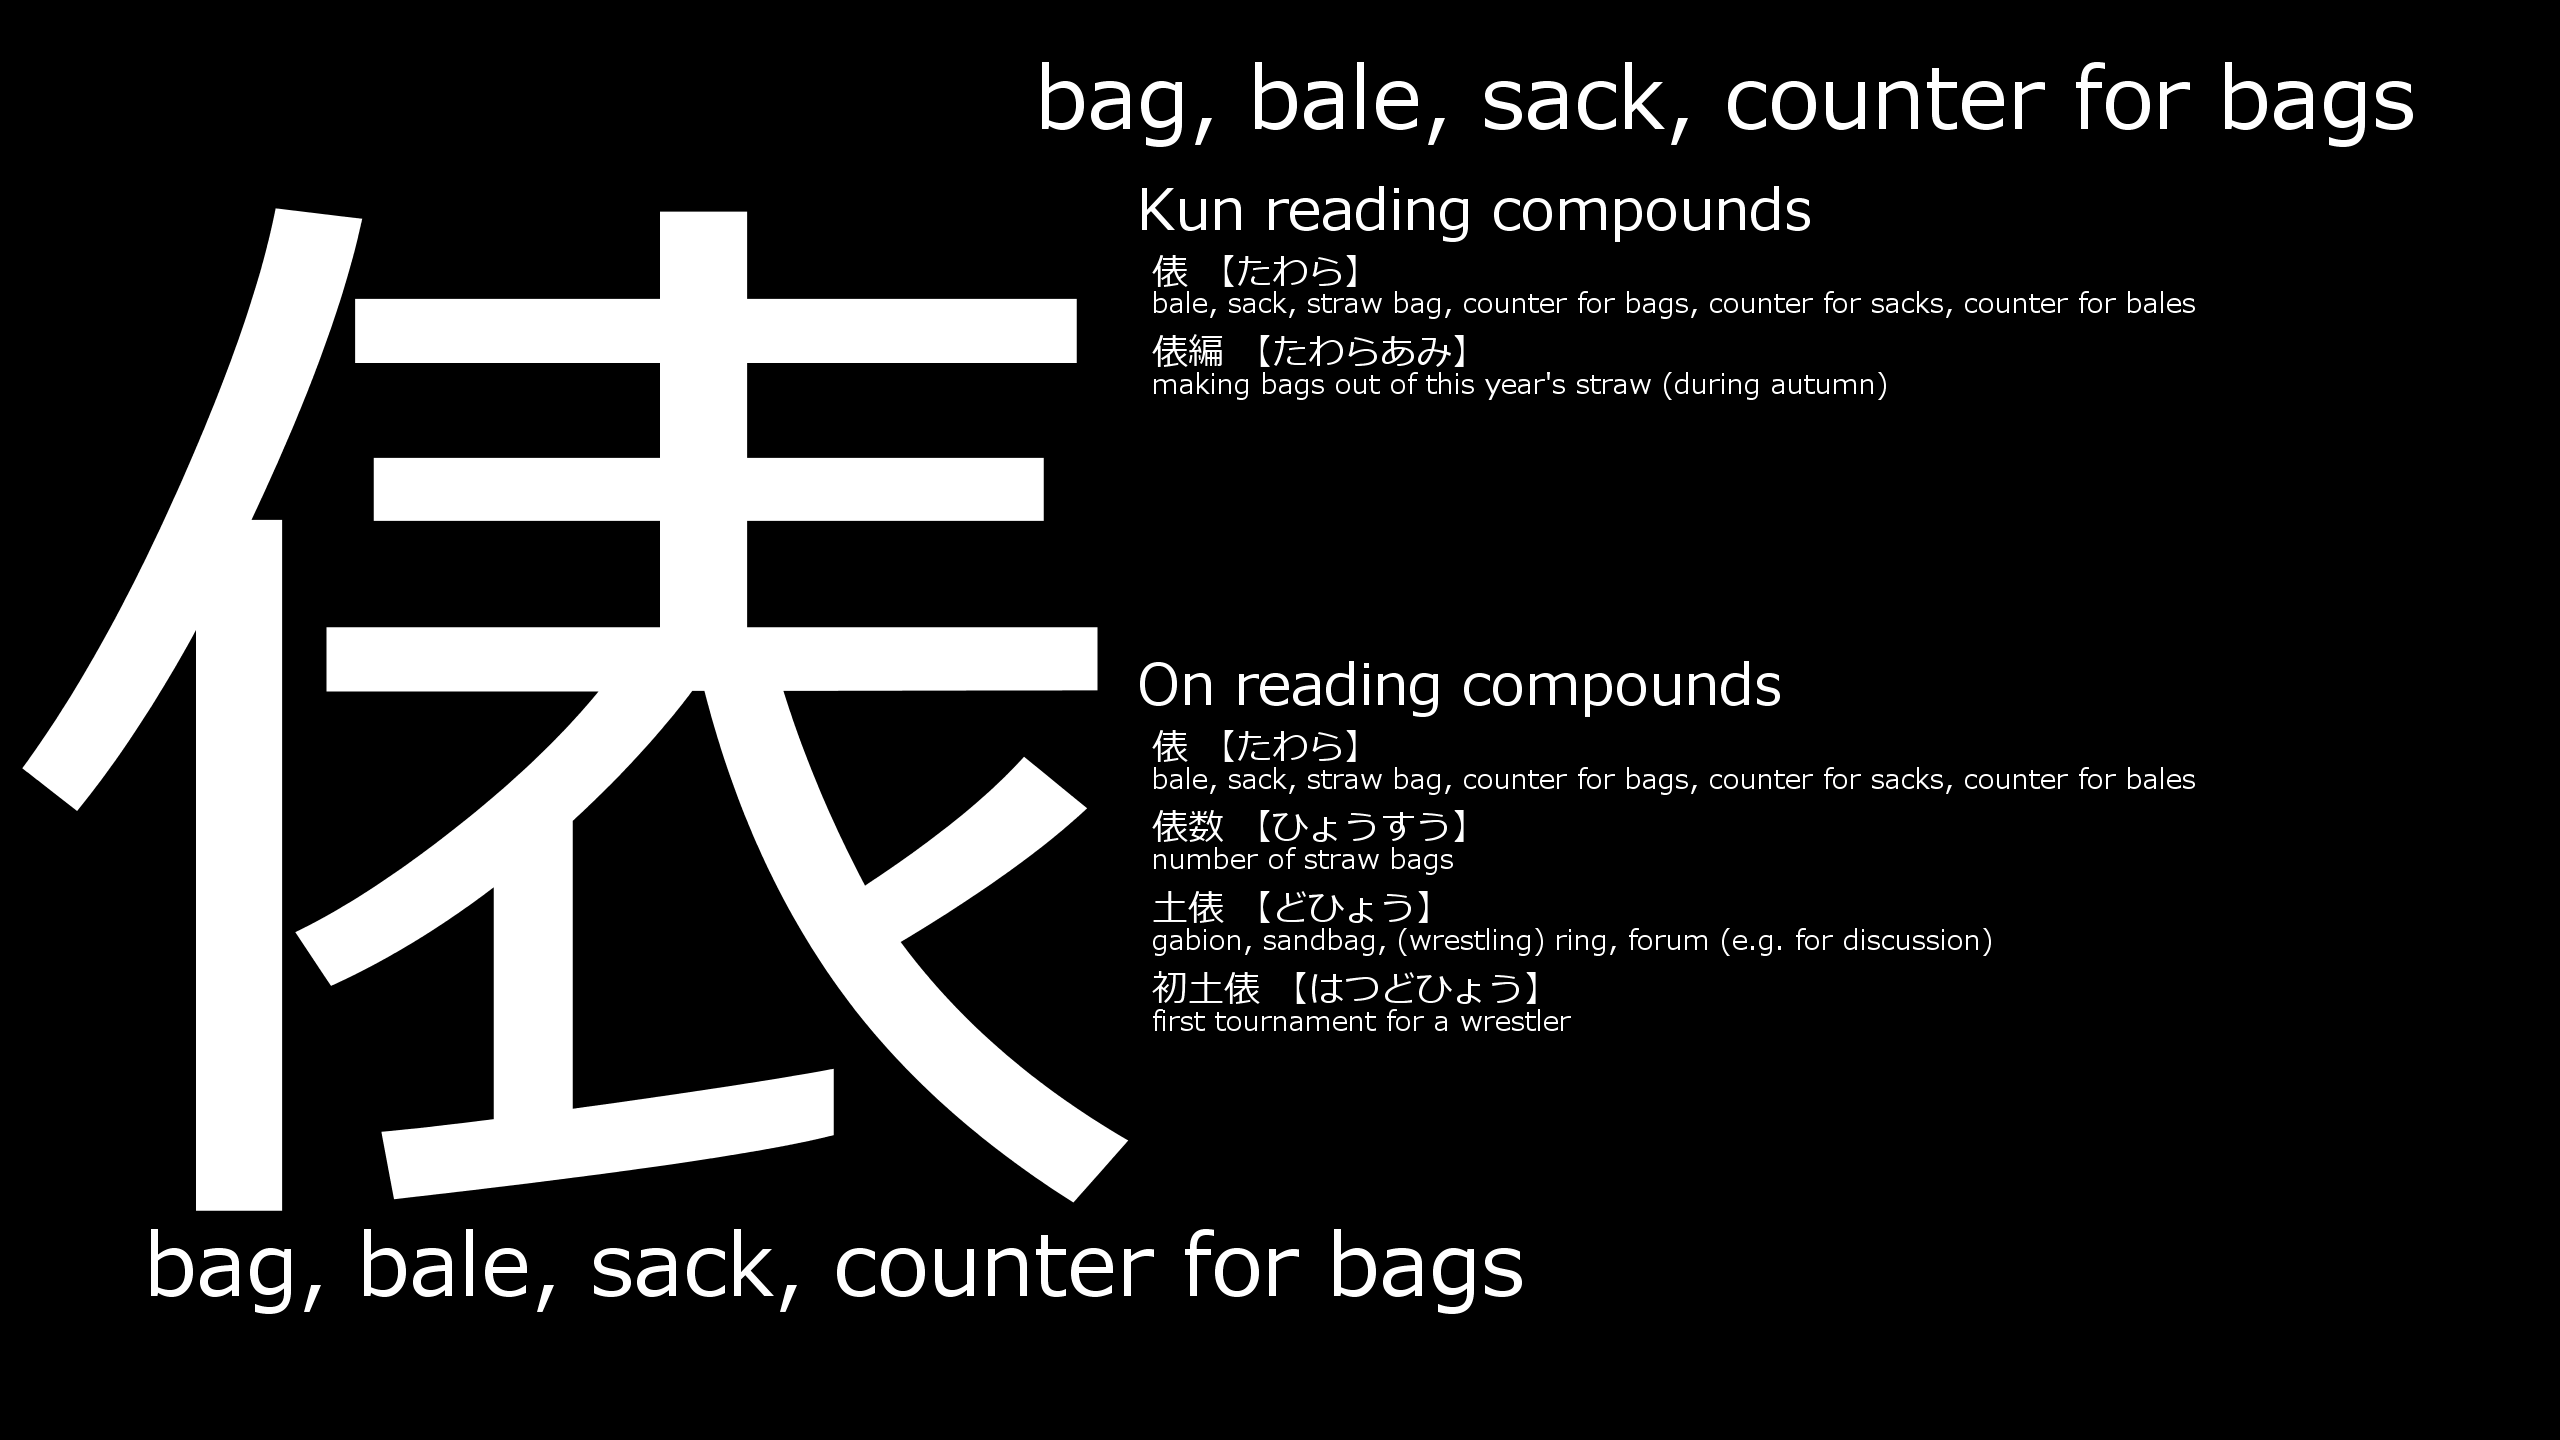 bag, bale, sack, counter for bags
俵
Kun reading compounds
俵 【たわら】
bale, sack, straw bag, counter for bags, counter for sacks, counter for bales
俵編 【たわらあみ】
making bags out of this year's straw (during autumn)
On reading compounds
俵 【たわら】
bale, sack, straw bag, counter for bags, counter for sacks, counter for bales
俵数 【ひょうすう】
number of straw bags
土俵 【どひょう】
gabion, sandbag, (wrestling) ring, forum (e.g. for discussion)
初土俵 【はつどひょう】
first tournament for a wrestler
bag, bale, sack, counter for bags